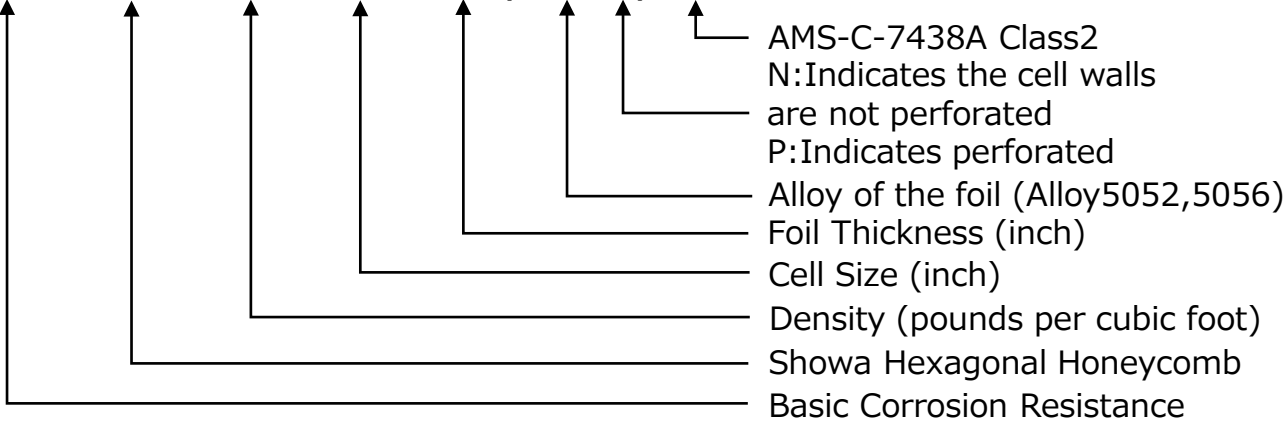 AMS-C-7438A Class2
N:Indicates the cell walls
are not perforated
P:Indicates perforated
Alloy of the foil (Alloy5052,5056)
Foil Thickness (inch)
Cell Size (inch)
Density (pounds per cubic foot)
Showa Hexagonal Honeycomb
Basic Corrosion Resistance